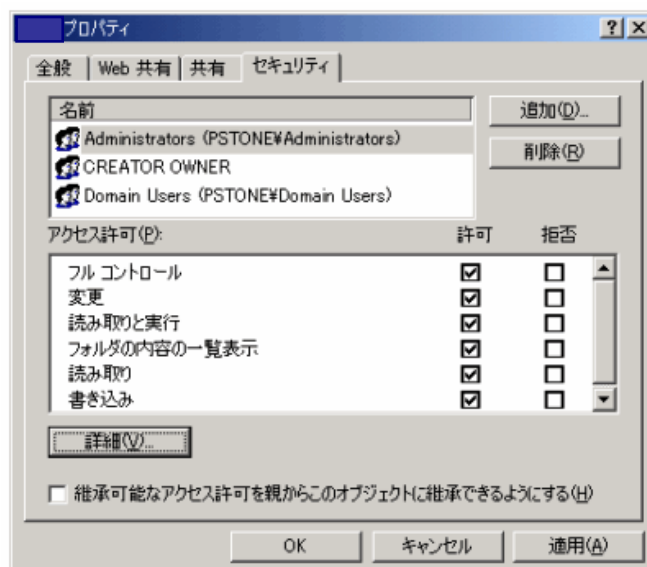 プロパティ
全般 Web 共有 共有 セキュリティ
名前
追加(D)...
Administrators (PSTONE¥Administrators)
削除(R)
CREATOR OWNER
Domain Users (PSTONE¥Domain Users)
アクセス許可(P): 許可 拒否
フル コントロール
変更
読み取りと実行
フォルダの内容の一覧表示
読み取り
書き込み
詳細(V)...
継承可能なアクセス許可を親からこのオブジェクトに継承できるようにする(H)
OK キャンセル 適用(A)